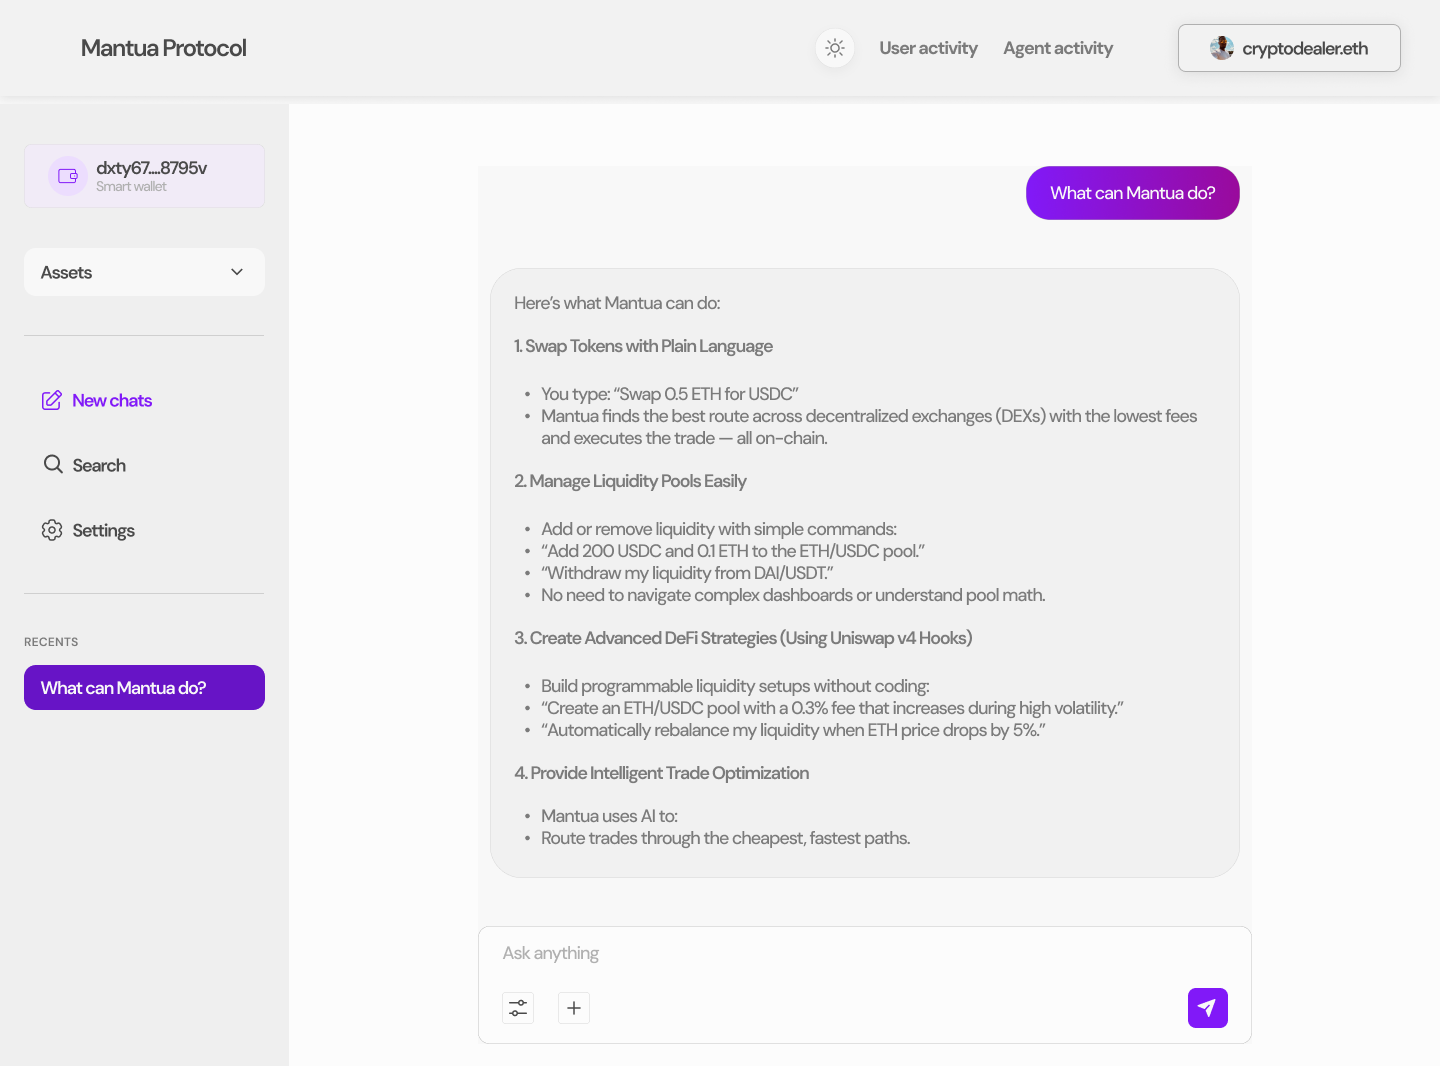 Mantua Protocol
User activity
Agent activity
cryptodealer.eth
dxty67....8795v
Smart wallet
Assets
New chats
Search
Settings
RECENTS
What can Mantua do?
What can Mantua do?
Here’s what Mantua can do:
1. Swap Tokens with Plain Language
• You type: “Swap 0.5 ETH for USDC”
• Mantua finds the best route across decentralized exchanges (DEXs) with the lowest fees
and executes the trade — all on-chain.
2. Manage Liquidity Pools Easily
• Add or remove liquidity with simple commands:
• “Add 200 USDC and 0.1 ETH to the ETH/USDC pool.”
• “Withdraw my liquidity from DAI/USDT.”
• No need to navigate complex dashboards or understand pool math.
3. Create Advanced DeFi Strategies (Using Uniswap v4 Hooks)
• Build programmable liquidity setups without coding:
• “Create an ETH/USDC pool with a 0.3% fee that increases during high volatility.”
• “Automatically rebalance my liquidity when ETH price drops by 5%.”
4. Provide Intelligent Trade Optimization
• Mantua uses AI to:
• Route trades through the cheapest, fastest paths.
Ask anything